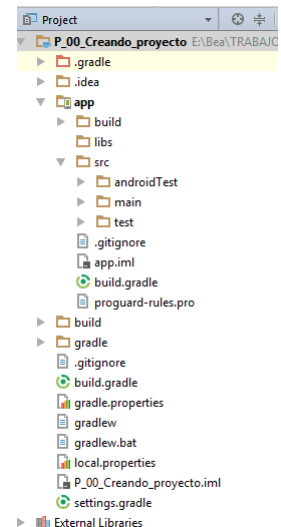 Project
P_00_Creando_proyecto E:\Bea\TRABAJO
.gradle
.idea
app
build
libs
src
androidTest
main
test
.gitignore
app.iml
build.gradle
proguard-rules.pro
build
gradle
.gitignore
build.gradle
gradle.properties
gradlew
gradlew.bat
local.properties
P_00_Creando_proyecto.iml
settings.gradle
External Libraries